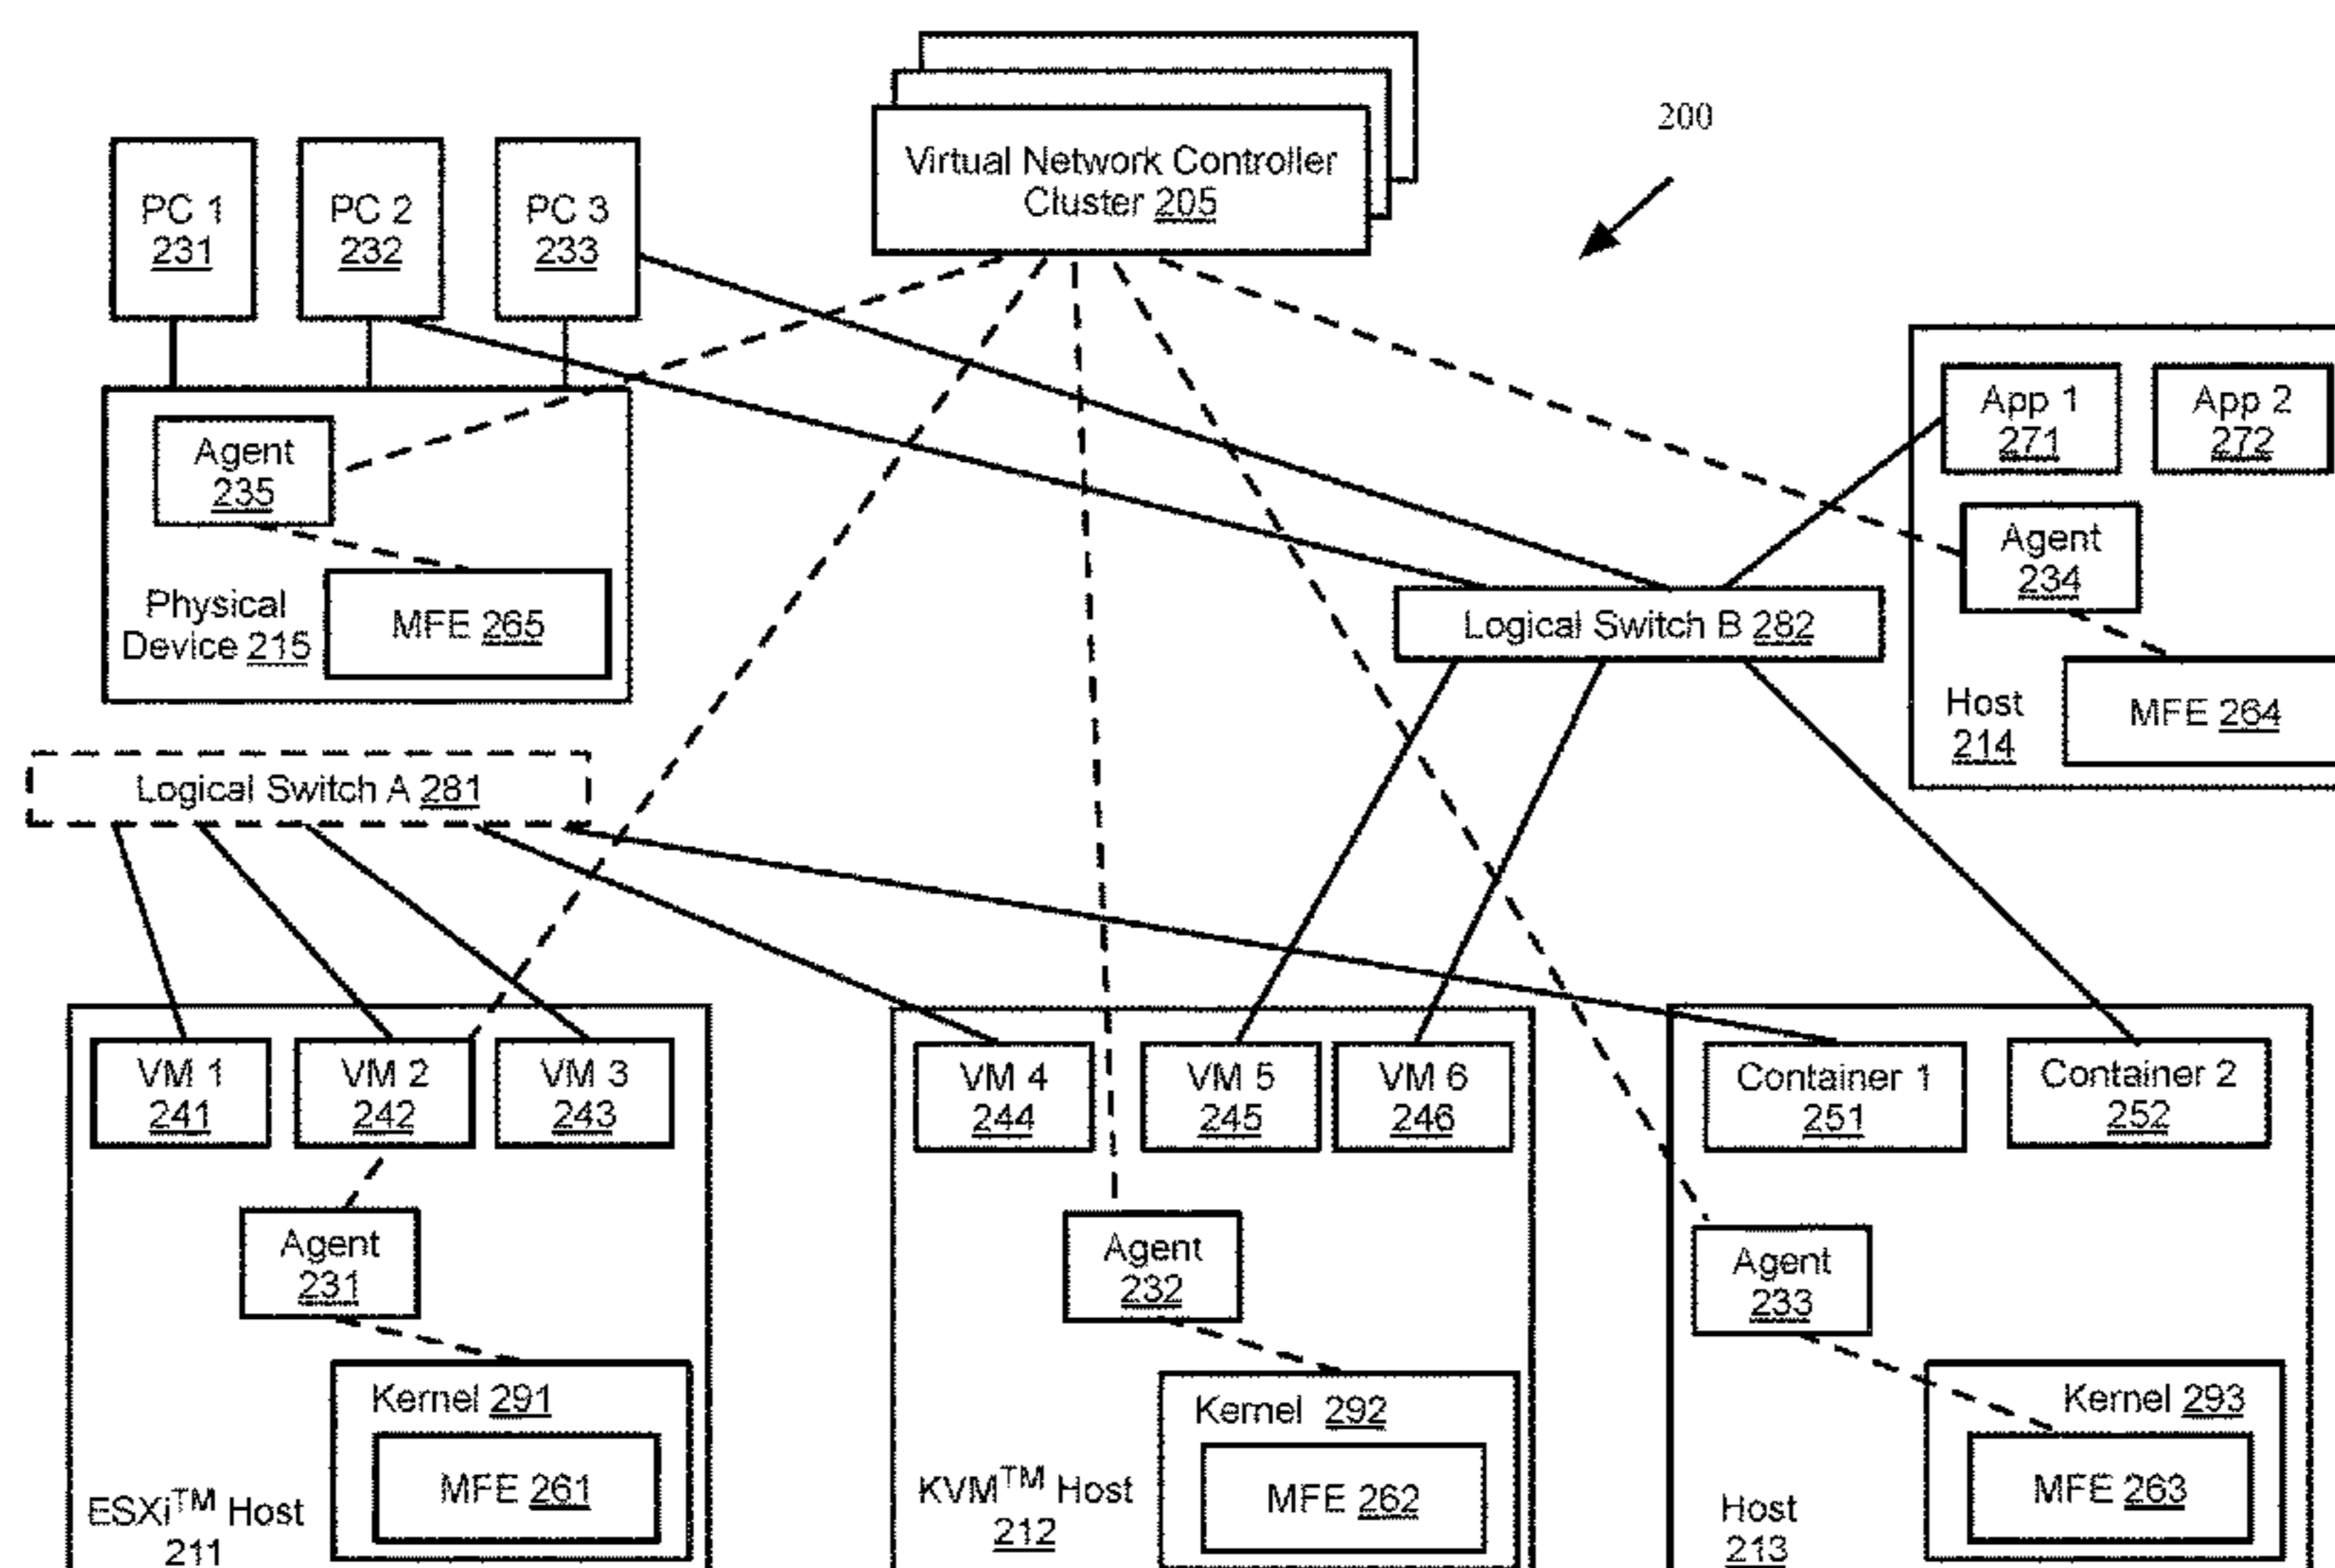 200
Virtual Network Controller
Cluster 205
PC 1
231
PC 2
232
PC 3
233
App 1
271
App 2
272
Agent
235
Agent
234
Physical
Device 215
MFE 265
Logical Switch B 282
Host
214
MFE 264
Logical Switch A 281
VM 1
241
VM 2
242
VM 3
243
VM 4
244
VM 5
245
VM 6
246
Container 1
251
Container 2
252
Agent
231
Agent
232
Agent
233
Kernel 291
MFE 261
ESXi™ Host
211
Kernel 292
MFE 262
KVM™ Host
212
Kernel 293
MFE 263
Host
213